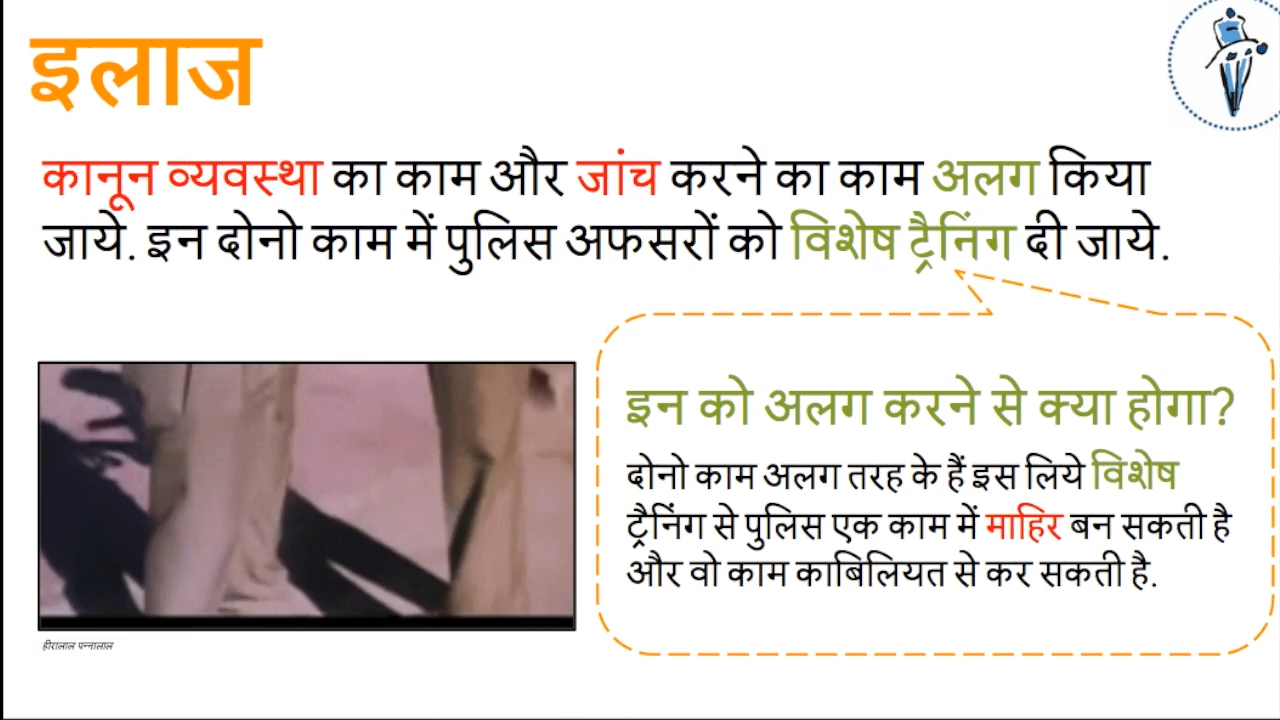 इलाज
कानून व्यवस्था का काम और जांच करने का काम अलग किया
जाये. इन दोनो काम में पुलिस अफसरों को विशेष ट्रैनिंग दी जाये.
इन को अलग करने से क्या होगा?
दोनो काम अलग तरह के हैं इस लिये विशेष
ट्रैनिंग से पुलिस एक काम में माहिर बन सकती है
और वो काम काबिलियत से कर सकती है.
हीरालाल पन्नालाल